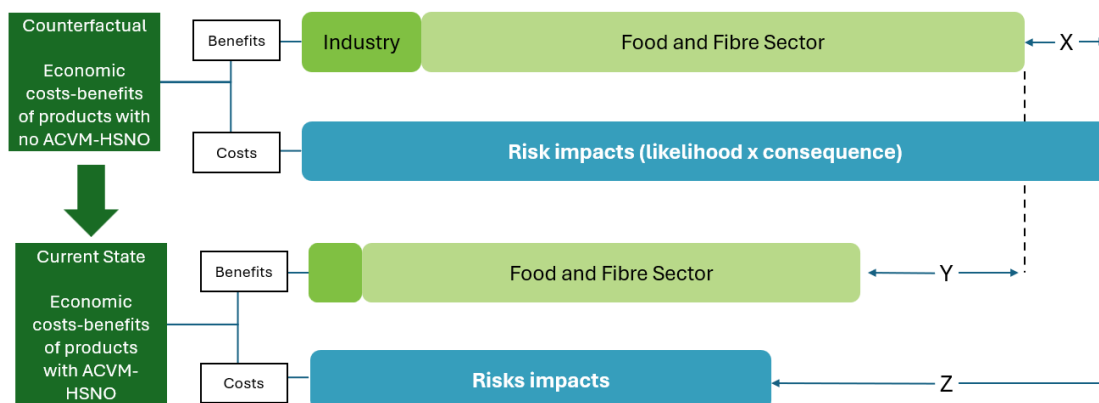 Counterfactual
Economic
costs-benefits
of products with
no ACVM-HSNO
Benefits
Industry
Food and Fibre Sector
X
Costs
Risk impacts (likelihood x consequence)
Current State
Economic
costs-benefits
of products
with ACVM-
HSNO
Benefits
Food and Fibre Sector
Y
Costs
Risks impacts
Z